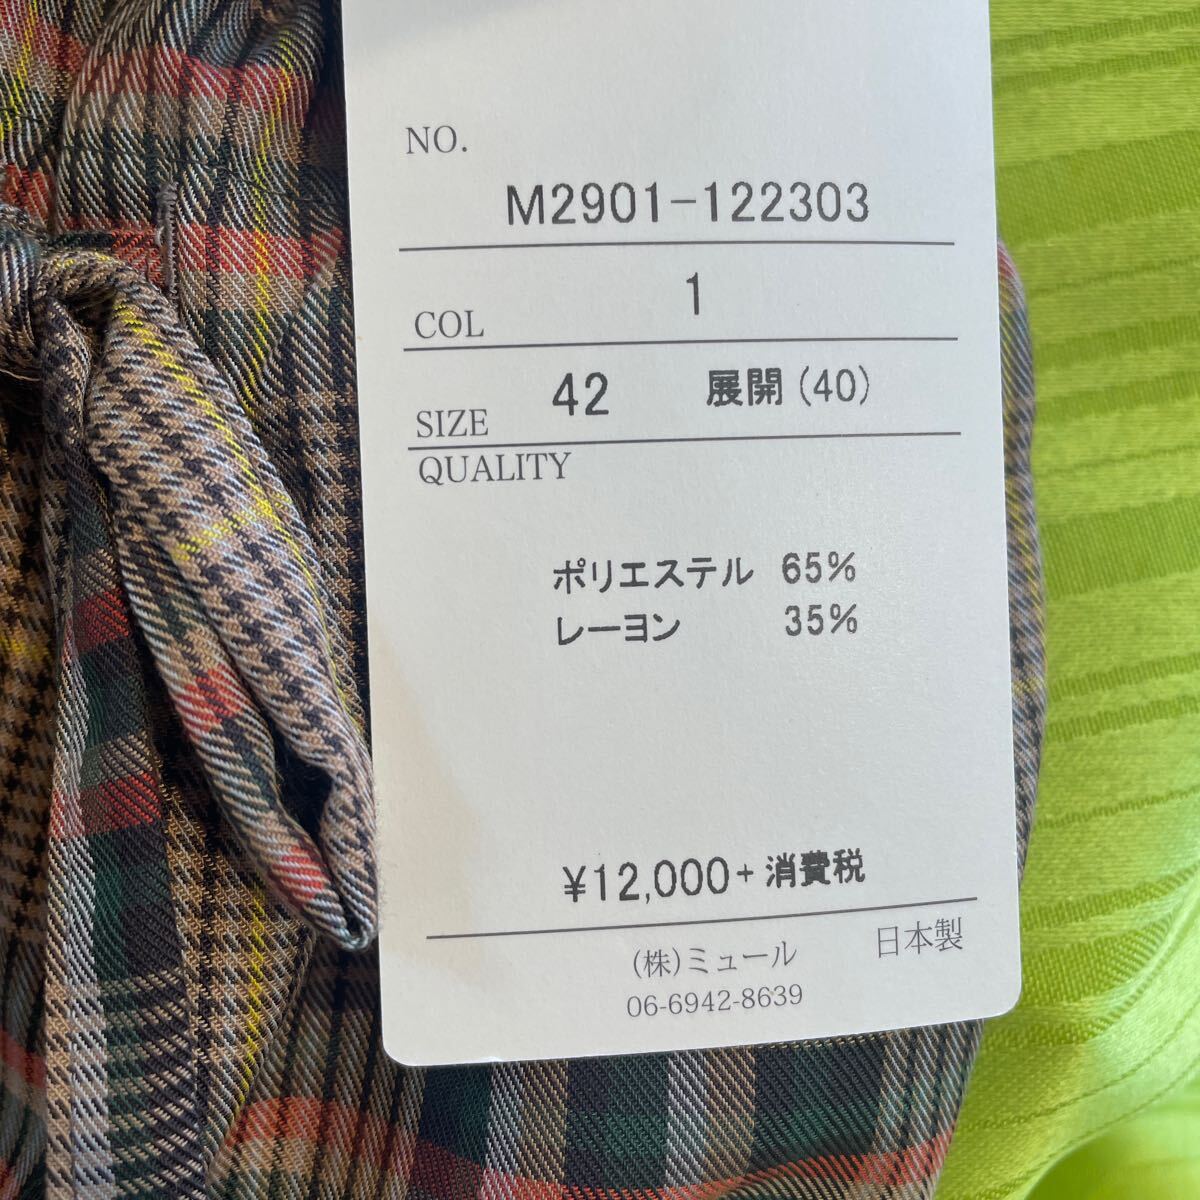 NO.
M2901-122303
COL 1
SIZE 42 展開(40)
QUALITY
ポリエステル 65%
レーヨン 35%
¥12,000+消費税
(株)ミュール 日本製
06-6942-8639